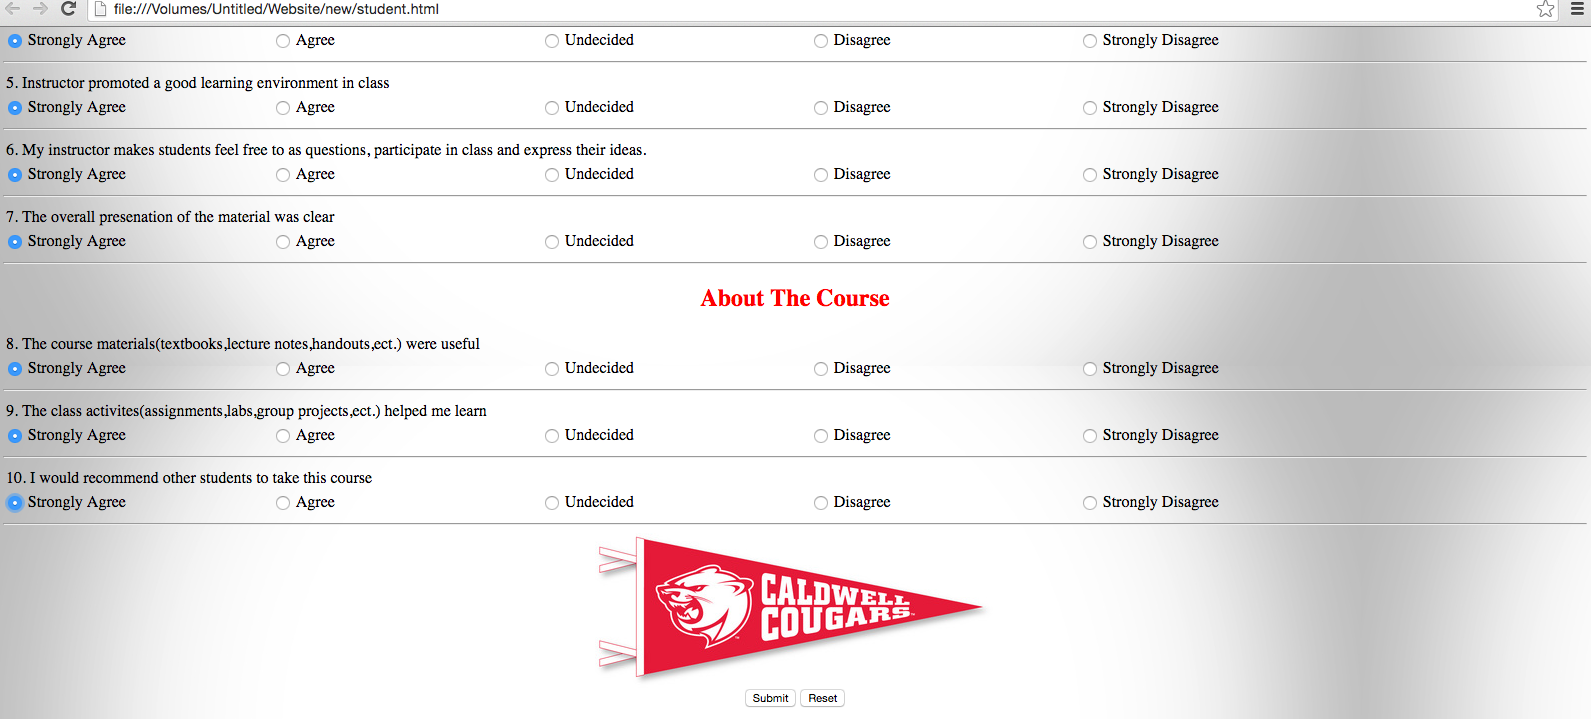 file:///Volumes/Untitled/Website/new/student.html
Strongly Agree Agree Undecided Disagree Strongly Disagree
5. Instructor promoted a good learning environment in class
Strongly Agree Agree Undecided Disagree Strongly Disagree
6. My instructor makes students feel free to as questions, participate in class and express their ideas.
Strongly Agree Agree Undecided Disagree Strongly Disagree
7. The overall presenation of the material was clear
Strongly Agree Agree Undecided Disagree Strongly Disagree
About The Course
8. The course materials(textbooks,lecture notes,handouts,ect.) were useful
Strongly Agree Agree Undecided Disagree Strongly Disagree
9. The class activites(assignments,labs,group projects,ect.) helped me learn
Strongly Agree Agree Undecided Disagree Strongly Disagree
10. I would recommend other students to take this course
Strongly Agree Agree Undecided Disagree Strongly Disagree
CALDWELL
COUGARS™
Submit Reset